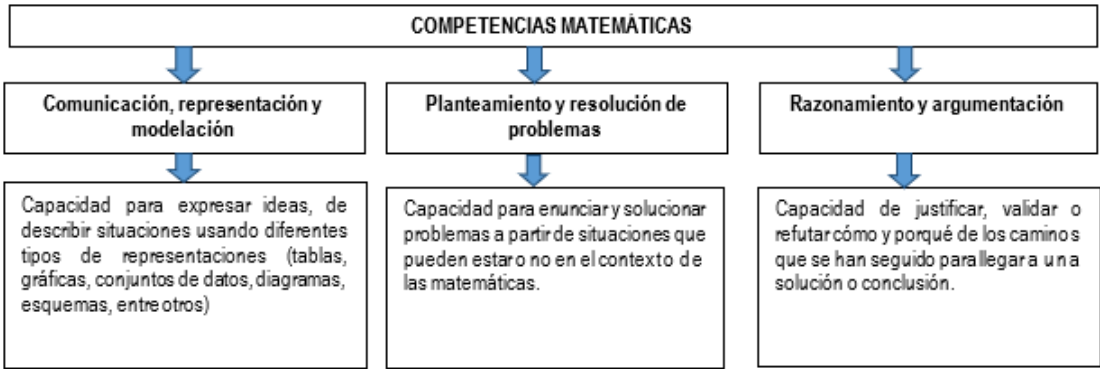 COMPETENCIAS MATEMÁTICAS
Comunicación, representación y
modelación
Planteamiento y resolución de
problemas
Razonamiento y argumentación
Capacidad para expresar ideas, de
describir situaciones usando diferentes
tipos de representaciones (tablas,
gráficas, conjuntos de datos, diagramas,
esquemas, entre otros)
Capacidad para enunciar y solucionar
problemas a partir de situaciones que
pueden estar o no en el contexto de
las matemáticas.
Capacidad de justificar, validar o
refutar cómo y porqué de los caminos
que se han seguido para llegar a una
solución o conclusión.